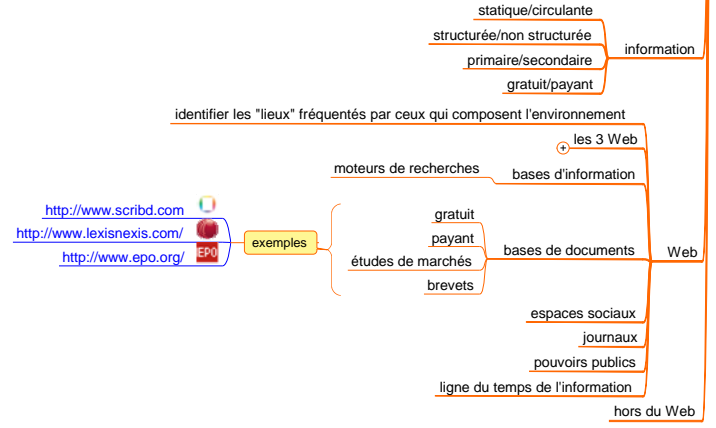 statique/circulante
structurée/non structurée
primaire/secondaire
gratuit/payant
information
identifier les "lieux" fréquentés par ceux qui composent l'environnement
les 3 Web
moteurs de recherches
bases d'information
http://www.scribd.com
http://www.lexisnexis.com/
http://www.epo.org/
EPO
exemples
gratuit
payant
études de marchés
brevets
bases de documents
Web
espaces sociaux
journaux
pouvoirs publics
ligne du temps de l'information
hors du Web